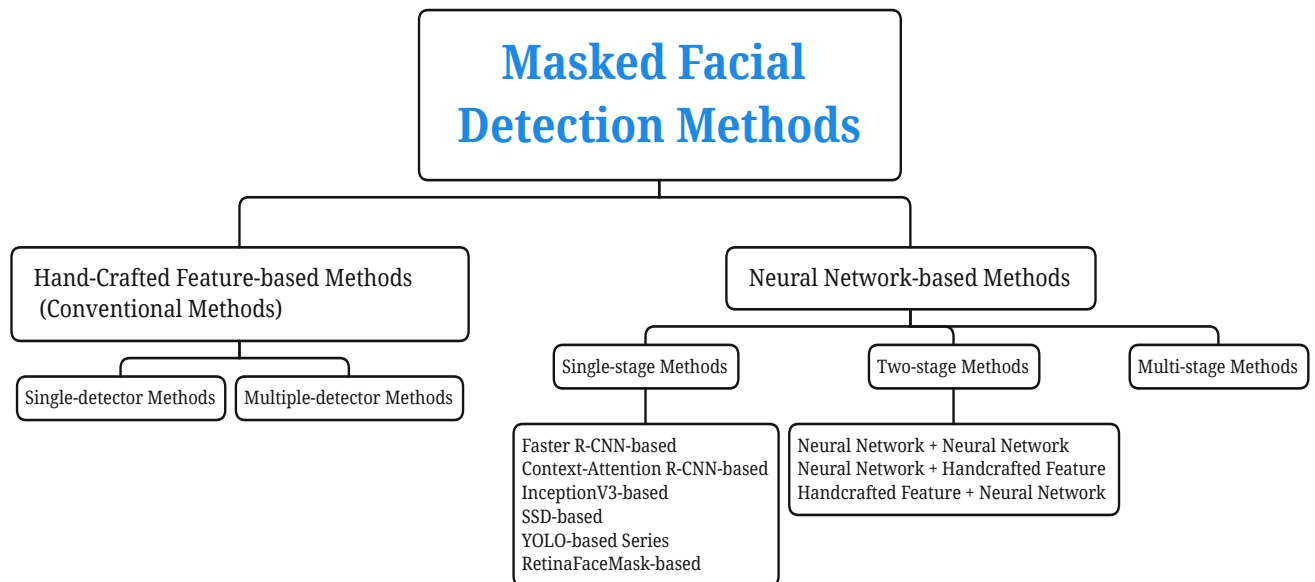 Masked Facial
Detection Methods
Hand-Crafted Feature-based Methods
(Conventional Methods)
Neural Network-based Methods
Single-detector Methods
Multiple-detector Methods
Single-stage Methods
Two-stage Methods
Multi-stage Methods
Faster R-CNN-based
Context-Attention R-CNN-based
InceptionV3-based
SSD-based
YOLO-based Series
RetinaFaceMask-based
Neural Network + Neural Network
Neural Network + Handcrafted Feature
Handcrafted Feature + Neural Network